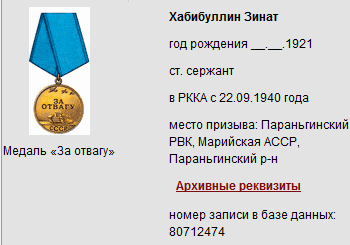 ЗА
ОТВАГУ
СССР
Медаль «За отвагу»
Хабибуллин Зинат
год рождения __.__.1921
ст. сержант
в РККА с 22.09.1940 года
место призыва: Параньгинский
РВК, Марийская АССР,
Параньгинский р-н
Архивные реквизиты
номер записи в базе данных:
80712474